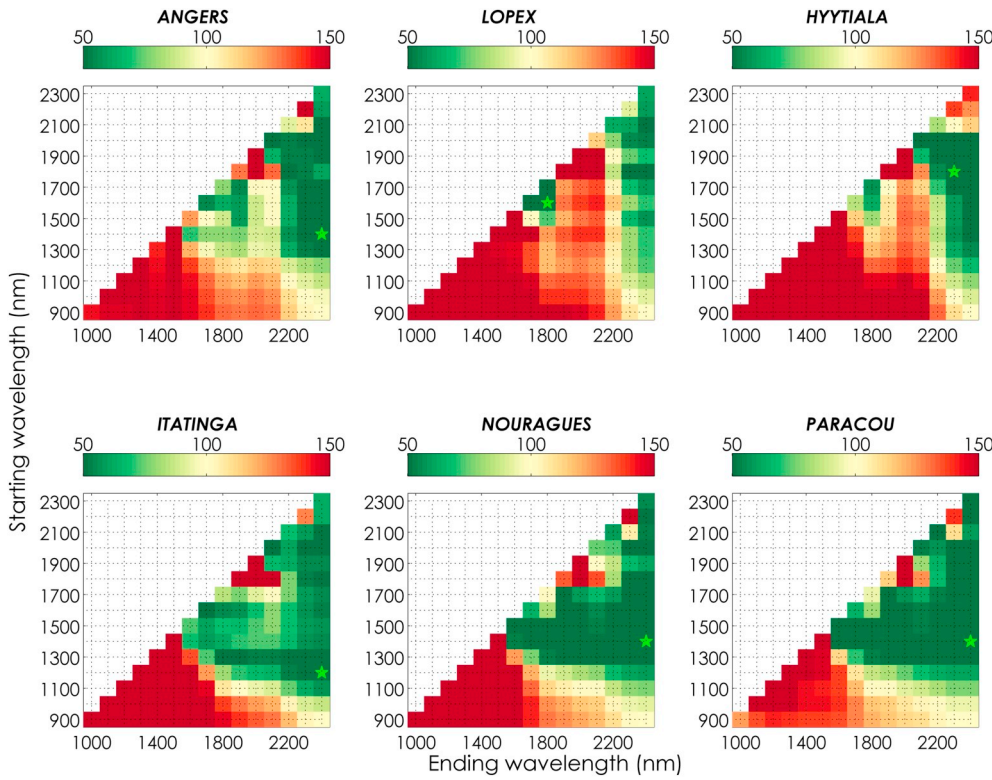 ANGERS LOPEX HYYTIALA
50 100 150 50 100 150 50 100 150
2300 2300 2300
2100 2100 2100
1900 1900 1900
1700 1700 1700
1500 1500 1500
1300 1300 1300
1100 1100 1100
900 900 900
1000 1400 1800 2200 1000 1400 1800 2200 1000 1400 1800 2200
Starting wavelength (nm)
ITATINGA NOURAGUES PARACOU
50 100 150 50 100 150 50 100 150
2300 2300 2300
2100 2100 2100
1900 1900 1900
1700 1700 1700
1500 1500 1500
1300 1300 1300
1100 1100 1100
900 900 900
1000 1400 1800 2200 1000 1400 1800 2200 1000 1400 1800 2200
Ending wavelength (nm)